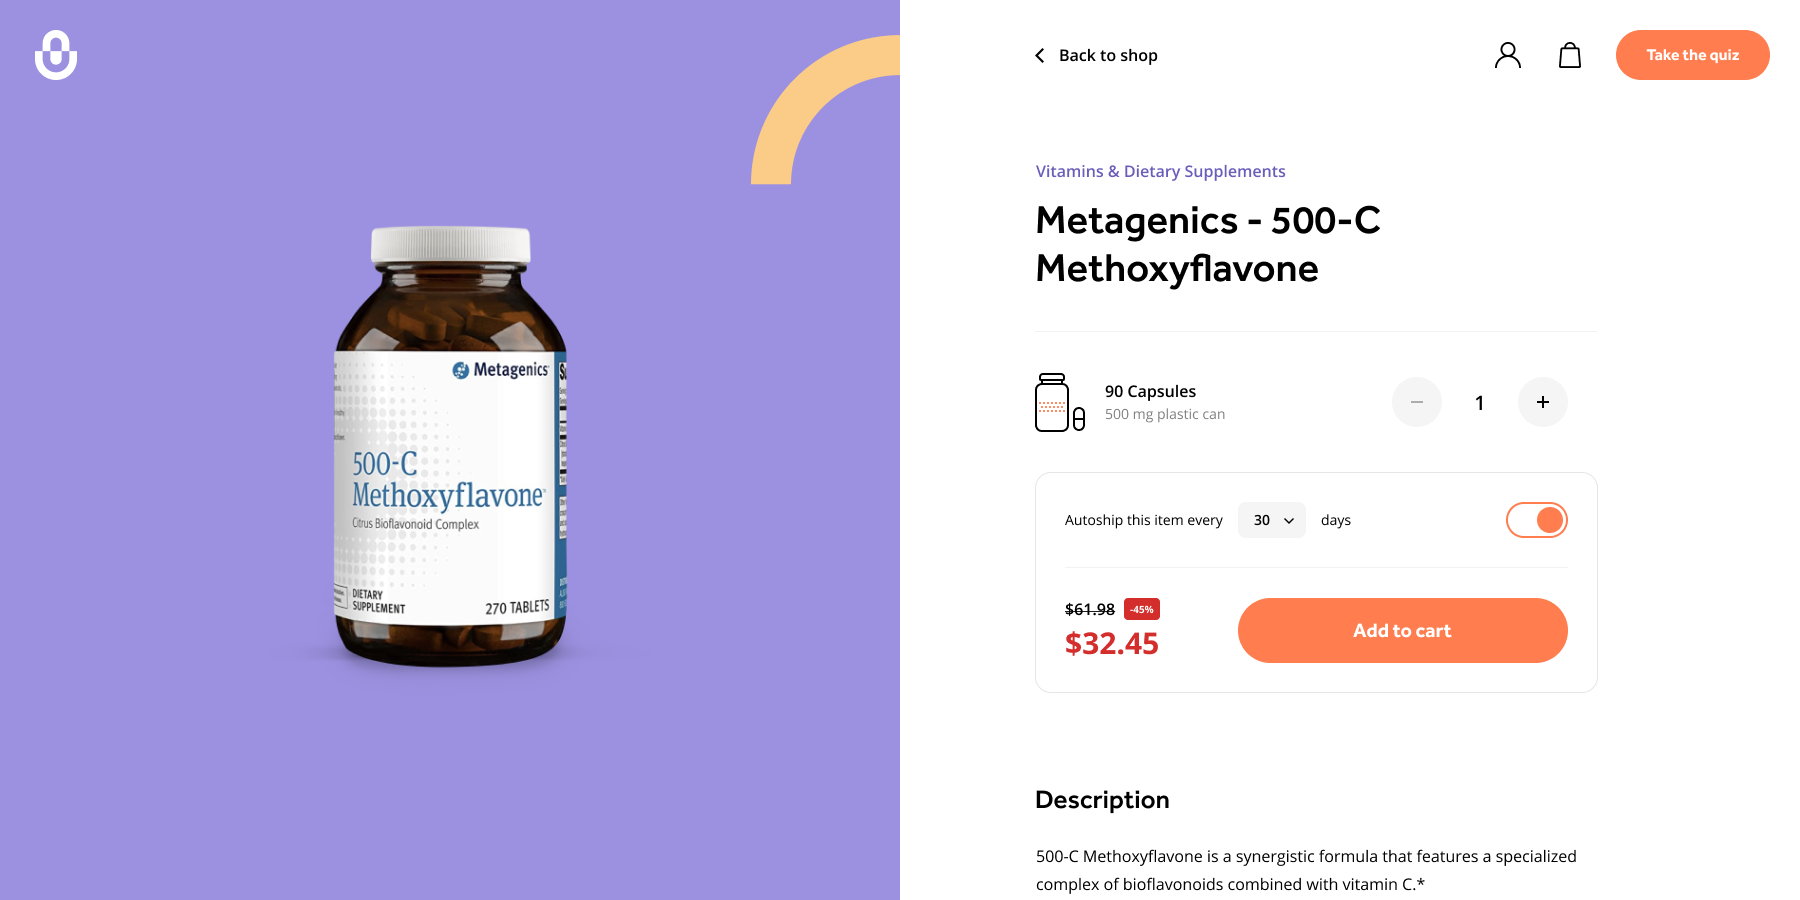 Back to shop
Take the quiz
Vitamins & Dietary Supplements
Metagenics - 500-C
Methoxyflavone
90 Capsules
500 mg plastic can
1
Autoship this item every 30 days
$61.98 -45%
$32.45
Add to cart
Description
500-C Methoxyflavone is a synergistic formula that features a specialized
complex of bioflavonoids combined with vitamin C.*
Metagenics
500-C
Methoxyflavone
Citrus Bioflavonoid Complex
DIETARY
SUPPLEMENT
270 TABLETS